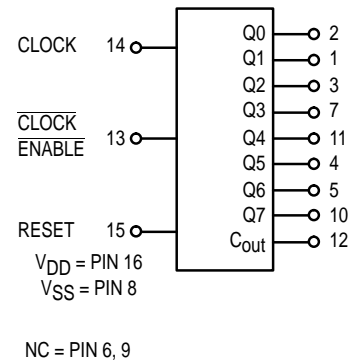 CLOCK 14 Q0 2
Q1 1
Q2 3
Q3 7
CLOCK 13 Q4 11
ENABLE Q5 4
Q6 5
Q7 10
RESET 15 Cout 12
VDD = PIN 16
VSS = PIN 8
NC = PIN 6, 9